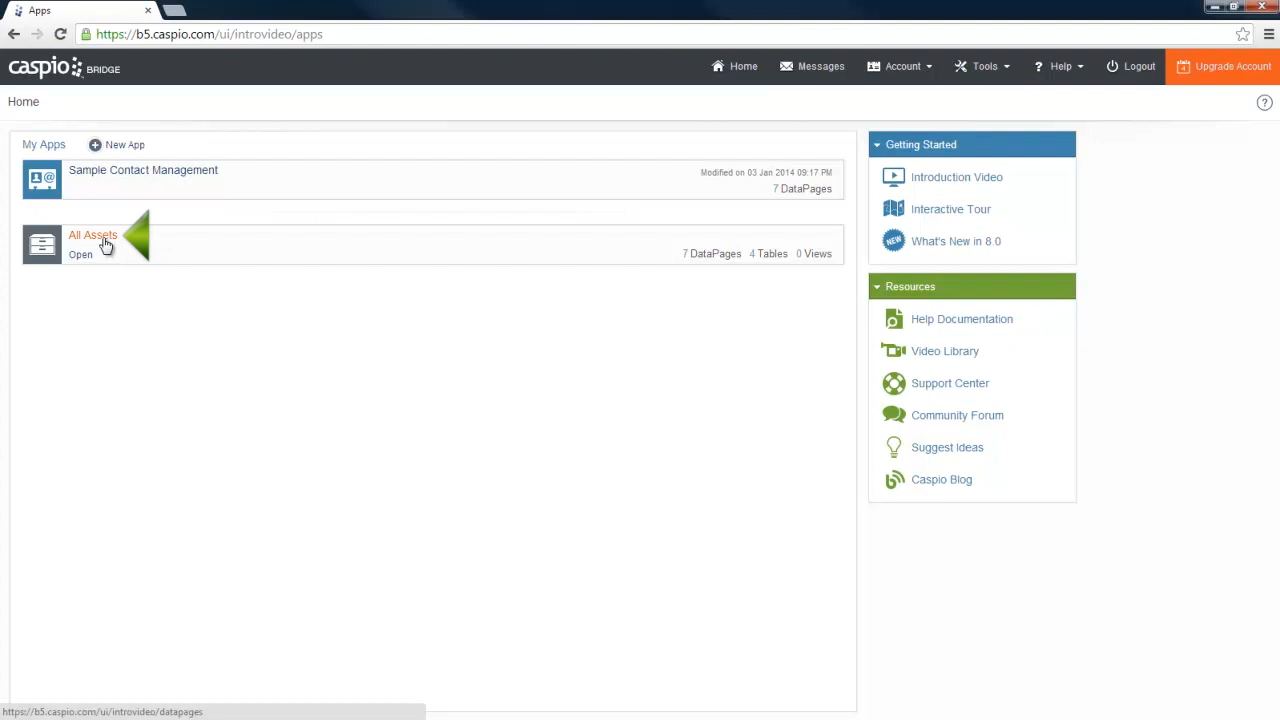 Apps
https://b5.caspio.com/ui/introvideo/apps
caspio BRIDGE
Home
Messages
Account
Tools
? Help
Logout
4
Upgrade Account
Home
?
My Apps
New App
Sample Contact Management
Modified on 03 Jan 2014 09:17 PM
7 DataPages
All Assets
Open
7 DataPages 4 Tables 0 Views
Getting Started
Introduction Video
Interactive Tour
NEW
What's New in 8.0
Resources
Help Documentation
Video Library
Support Center
Community Forum
Suggest Ideas
Caspio Blog
https://b5.caspio.com/ui/introvideo/datapages